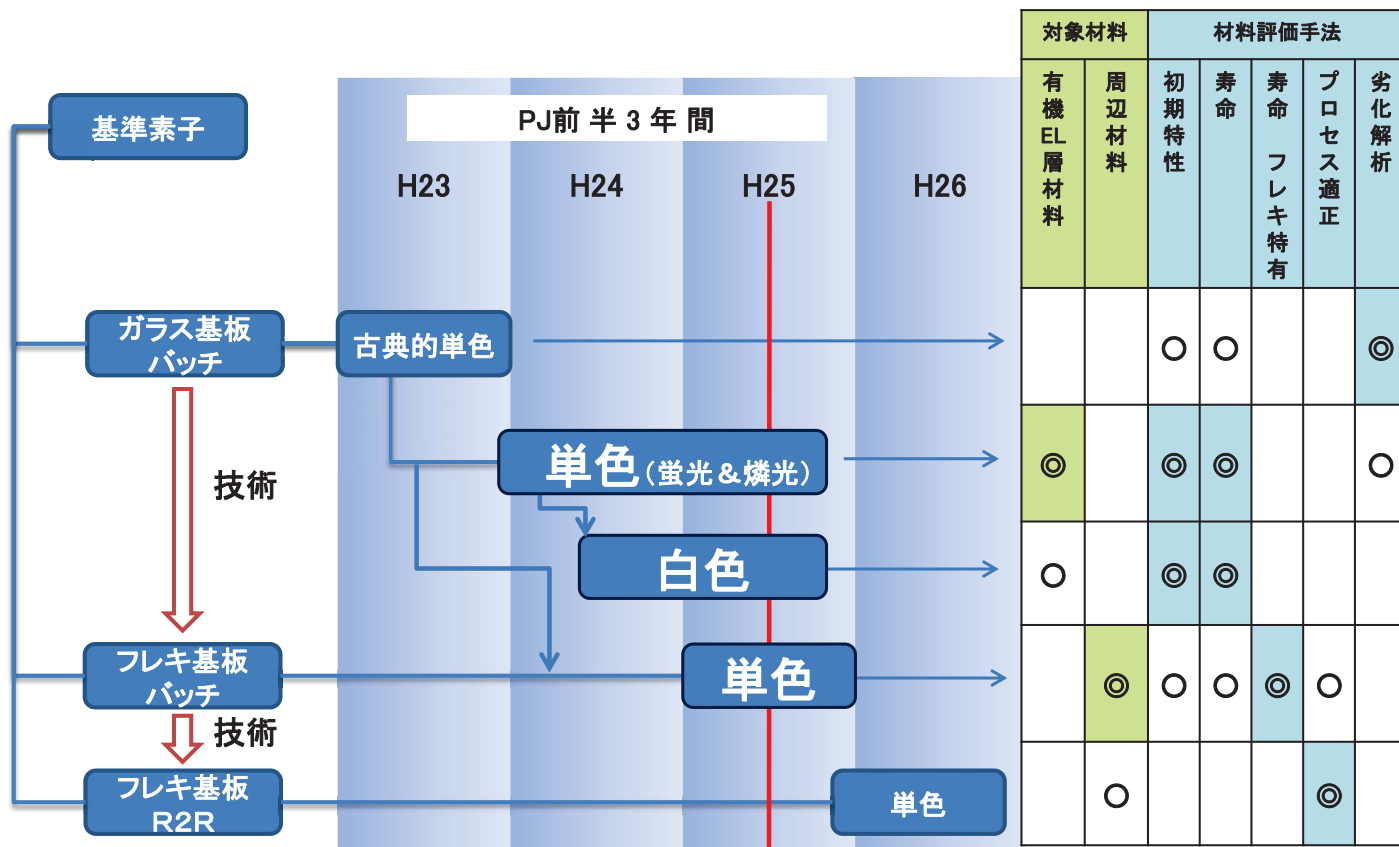 基準素子
PJ前半3年間
H23
H24
H25
H26
対象材料
材料評価手法
有機EL層材料
周辺材料
初期特性
寿命
寿命 フレキ特有
プロセス適正
劣化解析
ガラス基板
バッチ
古典的単色
○
○
◎
技術
単色(蛍光&燐光)
◎
◎
◎
○
白色
○
◎
◎
フレキ基板
バッチ
単色
◎
○
○
◎
○
技術
フレキ基板
R2R
単色
○
◎